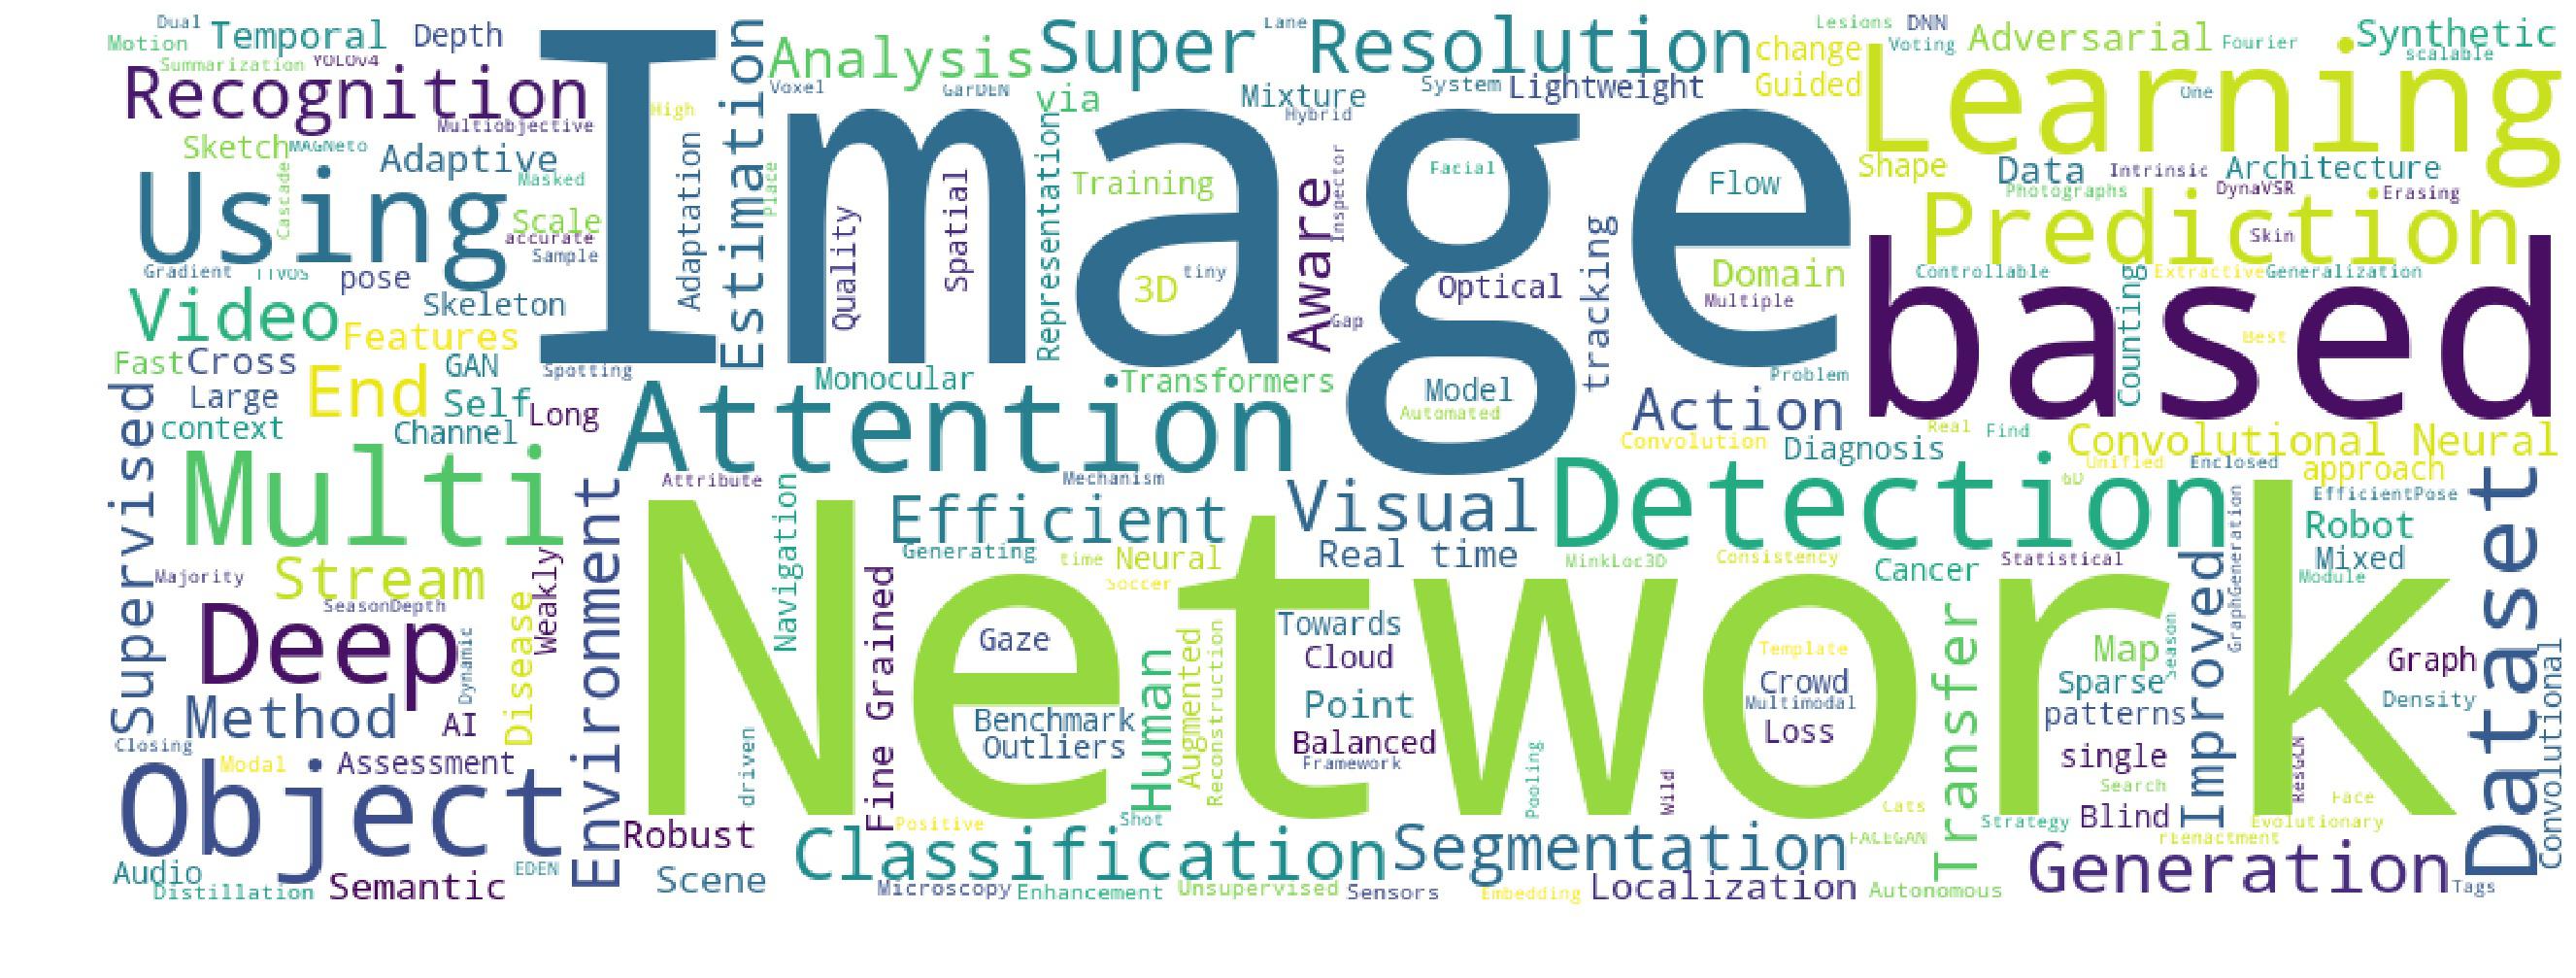 Dual
Motion
Temporal
Depth
Summarization
YOLOv4
Recognition
Multiobjective
Image
Estimation
Analysis
Voxel
GarDEN
Super Resolution
Lane
via
Mixture
Hybrid
System
Lightweight
change
Guided
Lesions
DNN
Voting
Adversarial
Fourier
Synthetic
scalable
Learning
One
High
Sketch
MAGNeto
Adaptive
Masked
Cascade
Using
Scale
accurate
Sample
Gradient
TTVOS
pose
Adaptation
Place
Quality
Spatial
Representation
Training
3D
tiny
Aware
Inspector
Gap
Facial
Optical
tracking
Flow
Domain
Multiple
Shape
Data
Intrinsic
Architecture
Photographs
DynaVSR
Erasing
Prediction
Skin
Controllable
Counting
Extractive
Generalization
based
Best
Video
Skeleton
Features
Fast
Cross
GAN
Spotting
Large
End
Self
Long
context
Channel
Monocular
Transformers
Attention
Model
Automated
Action
Problem
Convolution
Diagnosis
Real
Find
Convolutional Neural
Unified
Enclosed
approach
6D
EfficientPose
Supervised
Multi
Attribute
Mechanism
Navigation
Efficient
Visual
Detection
Generating
time
Neural
Soccer
Real time
MinkLoc3D
Consistency
Cancer
Statistical
GraphGeneration
Robot
Mixed
Module
Dataset
Majority
Stream
Weakly
Environment
SeasonDepth
Deep
Dynamic
Disease
Network
Fine Grained
Gaze
Benchmark
Outliers
Human
Augmented
Reconstruction
Towards
Cloud
Point
Balanced
Framework
Pooling
Wild
Template
Crowd
Multimodal
Loss
Transfer
Map
Season
Sparse
patterns
Improved
single
Search
Blind
ResGCN
Graph
Density
Convolutional
Face
Evolutionary
Method
AI
Closing
Modal
Assessment
Object
driven
Robust
Positive
Shot
Cats
Strategy
rEenactment
FACEGAN
Classification
Segmentation
Generation
Audio
Distillation
Semantic
EDEN
Scene
Microscopy
Enhancement
Unsupervised
Sensors
Embedding
Localization
Autonomous
Tags